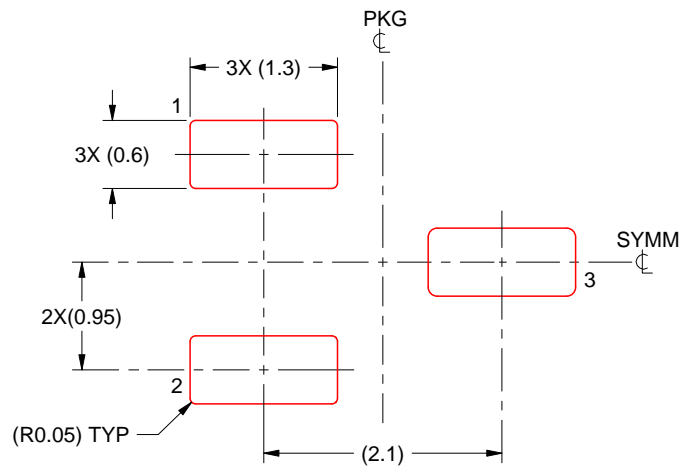 PKG
℄
3X (1.3)
1
3X (0.6)
SYMM
℄
3
2X(0.95)
2
(R0.05) TYP
(2.1)